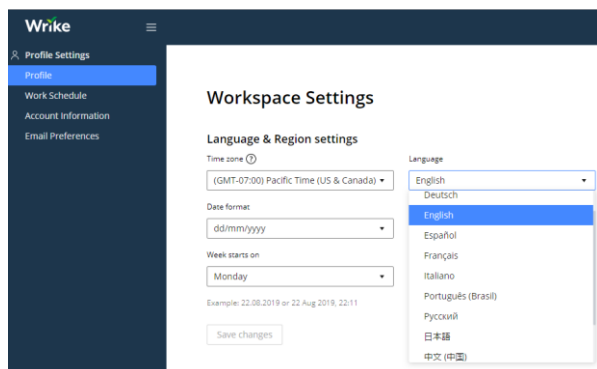 Wrike
Profile Settings
Profile
Work Schedule
Account Information
Email Preferences
Workspace Settings
Language & Region settings
Time zone ?
(GMT-07:00) Pacific Time (US & Canada)
Date format
dd/mm/yyyy
Week starts on
Monday
Example: 22.08.2019 or 22 Aug 2019, 22:11
Save changes
Language
English
Deutsch
English
Español
Français
Italiano
Português (Brasil)
Русский
日本語
中文 (中国)